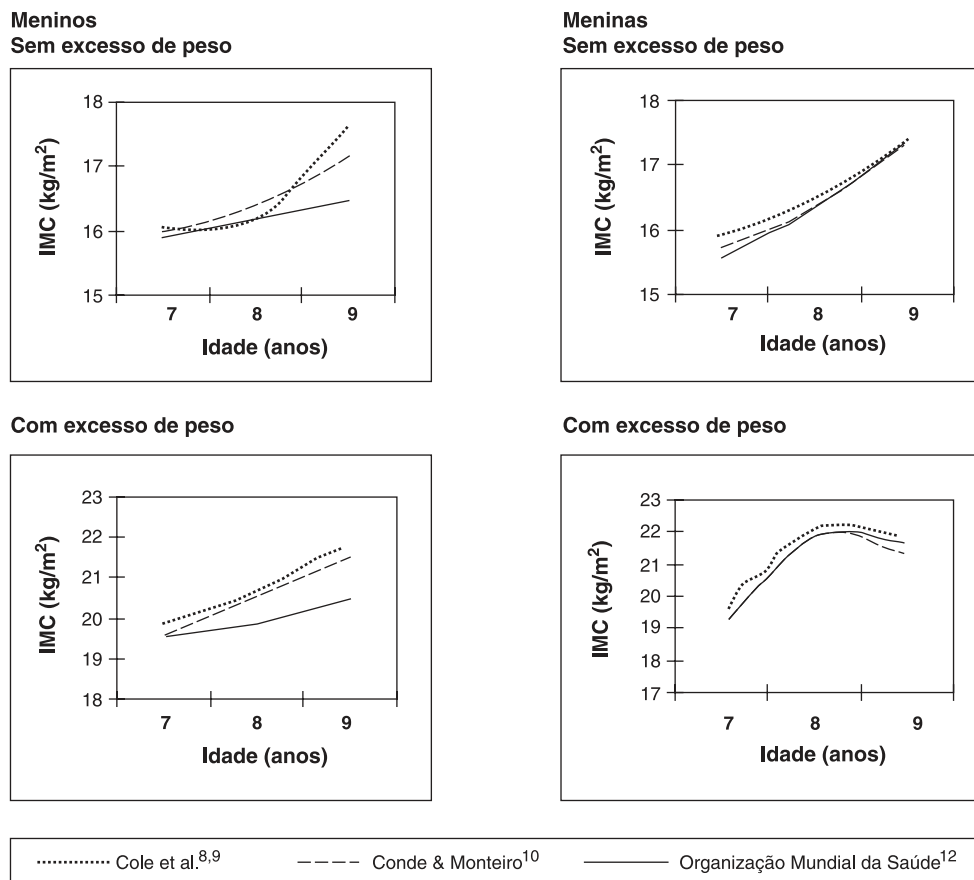 Meninos
Sem excesso de peso
18
17
16
15
IMC (kg/m²)
7 8 9
Idade (anos)
Meninas
Sem excesso de peso
18
17
16
15
IMC (kg/m²)
7 8 9
Idade (anos)
Com excesso de peso
23
22
21
20
19
18
IMC (kg/m²)
7 8 9
Idade (anos)
Com excesso de peso
23
22
21
20
19
18
17
IMC (kg/m²)
7 8 9
Idade (anos)
Cole et al.⁸,⁹ Conde & Monteiro¹⁰ Organização Mundial da Saúde¹²